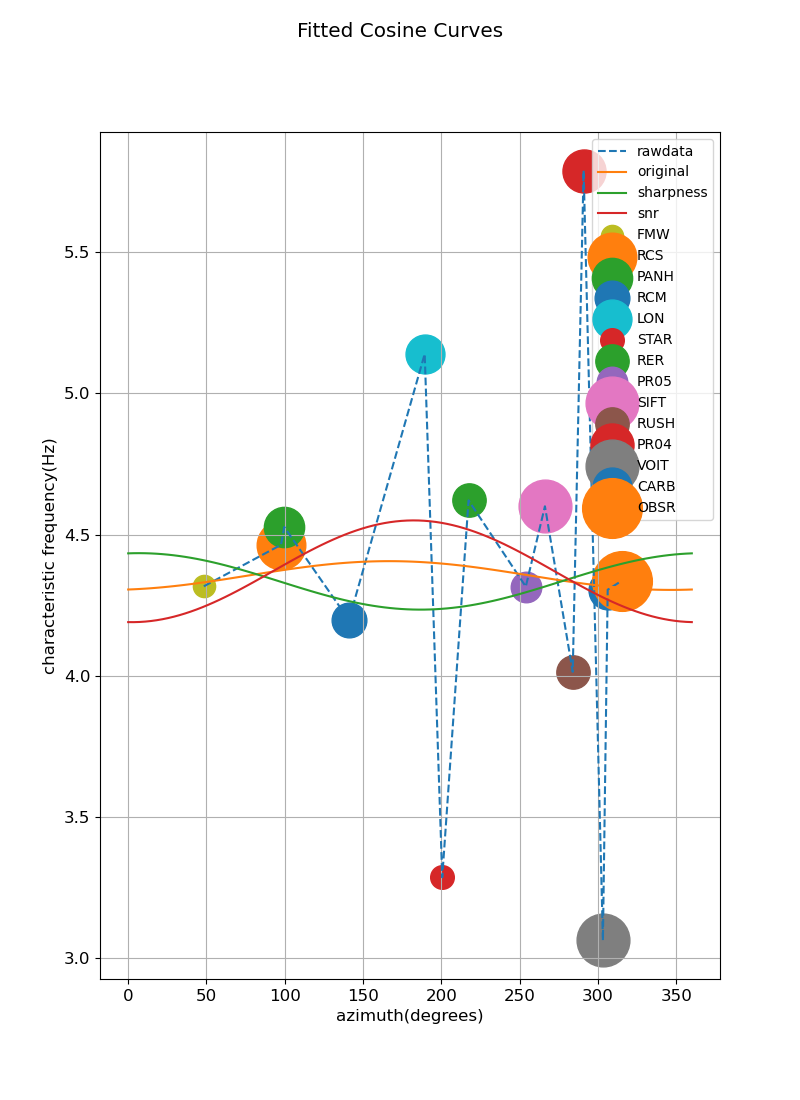 Fitted Cosine Curves
rawdata
original
sharpness
snr
FMW
RCS
PANH
RCM
LON
STAR
RER
PR05
SIFT
RUSH
PR04
VOIT
CARB
OBSR
characteristic frequency(Hz)
5.5
5.0
4.5
4.0
3.5
3.0
0 50 100 150 200 250 300 350
azimuth(degrees)